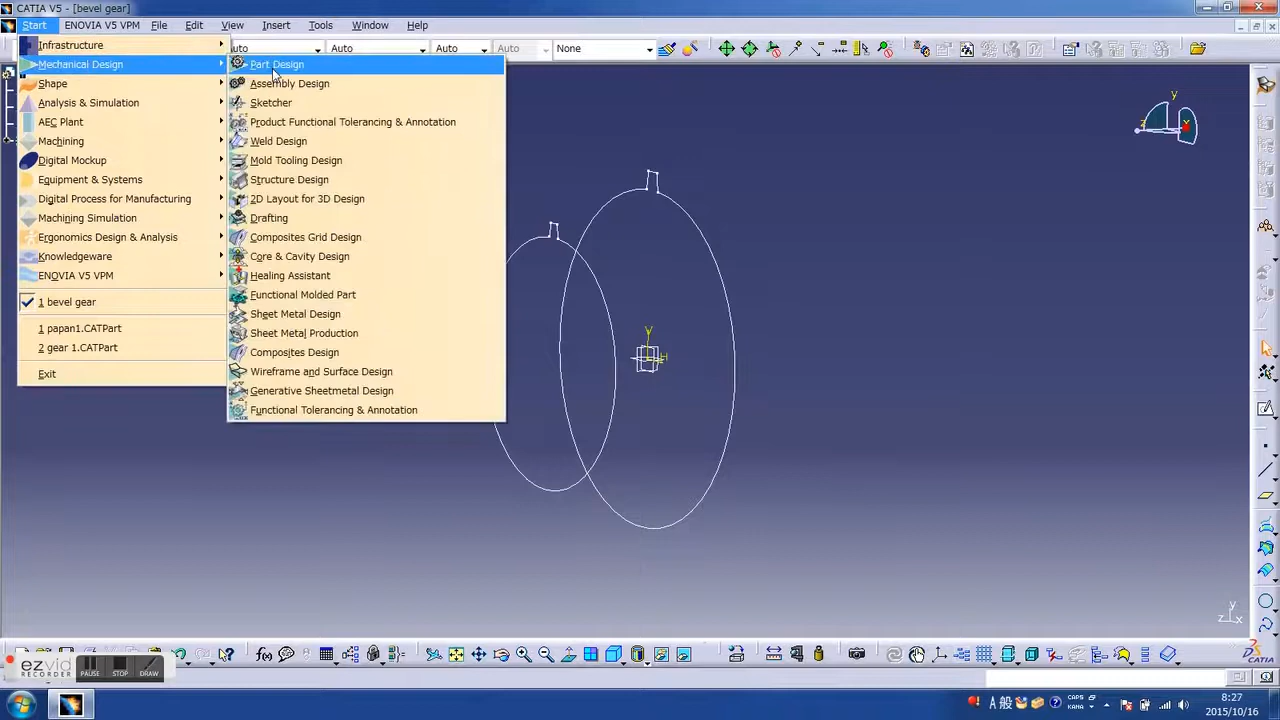 CATIA V5 - [bevel gear]
Start ENOVIA V5 VPM File Edit View Insert Tools Window Help
Auto Auto Auto None
Infrastructure
Mechanical Design
Shape
Analysis & Simulation
AEC Plant
Machining
Digital Mockup
Equipment & Systems
Digital Process for Manufacturing
Machining Simulation
Ergonomics Design & Analysis
Knowledgeware
ENOVIA V5 VPM
1 bevel gear
1 papan1.CATPart
2 gear 1.CATPart
Exit
Part Design
Assembly Design
Sketcher
Product Functional Tolerancing & Annotation
Weld Design
Mold Tooling Design
Structure Design
2D Layout for 3D Design
Drafting
Composites Grid Design
Core & Cavity Design
Healing Assistant
Functional Molded Part
Sheet Metal Design
Sheet Metal Production
Composites Design
Wireframe and Surface Design
Generative Sheetmetal Design
Functional Tolerancing & Annotation
y
z
x
y
H
y
z x
ezvid
RECORDER
PAUSE STOP DRAW
f(x)
CATIA
A 般
CAPS
KANA
8:27
2015/10/16